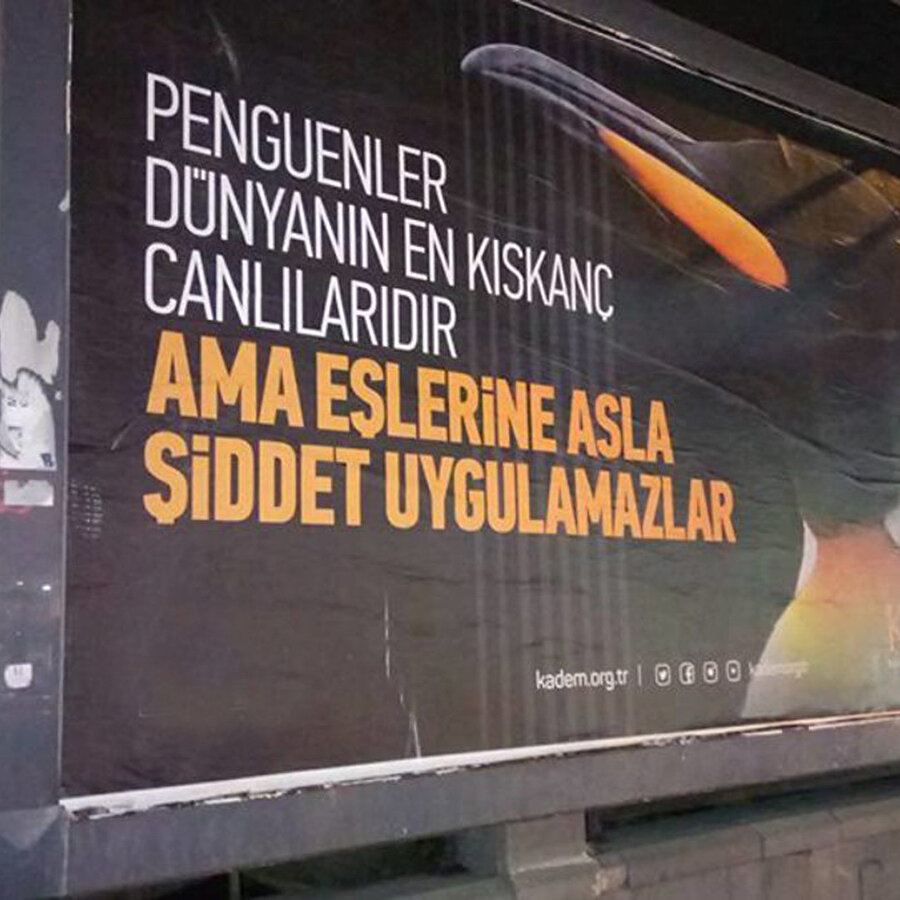 PENGUENLER
DÜNYANIN EN KISKANÇ
CANLILARIDIR
AMA EŞLERİNE ASLA
ŞİDDET UYGULAMAZLAR
kadem.org.tr |